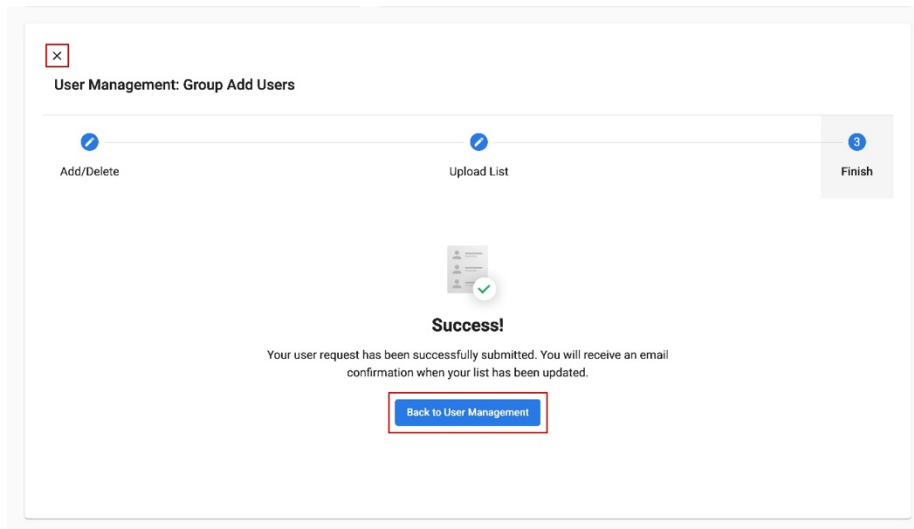 ×
User Management: Group Add Users
Add/Delete
Upload List
3
Finish
Success!
Your user request has been successfully submitted. You will receive an email
confirmation when your list has been updated.
Back to User Management